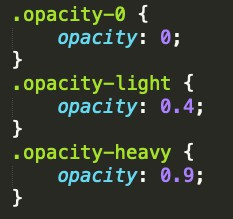 .opacity-0 {
    opacity: 0;
}
.opacity-light {
    opacity: 0.4;
}
.opacity-heavy {
    opacity: 0.9;
}